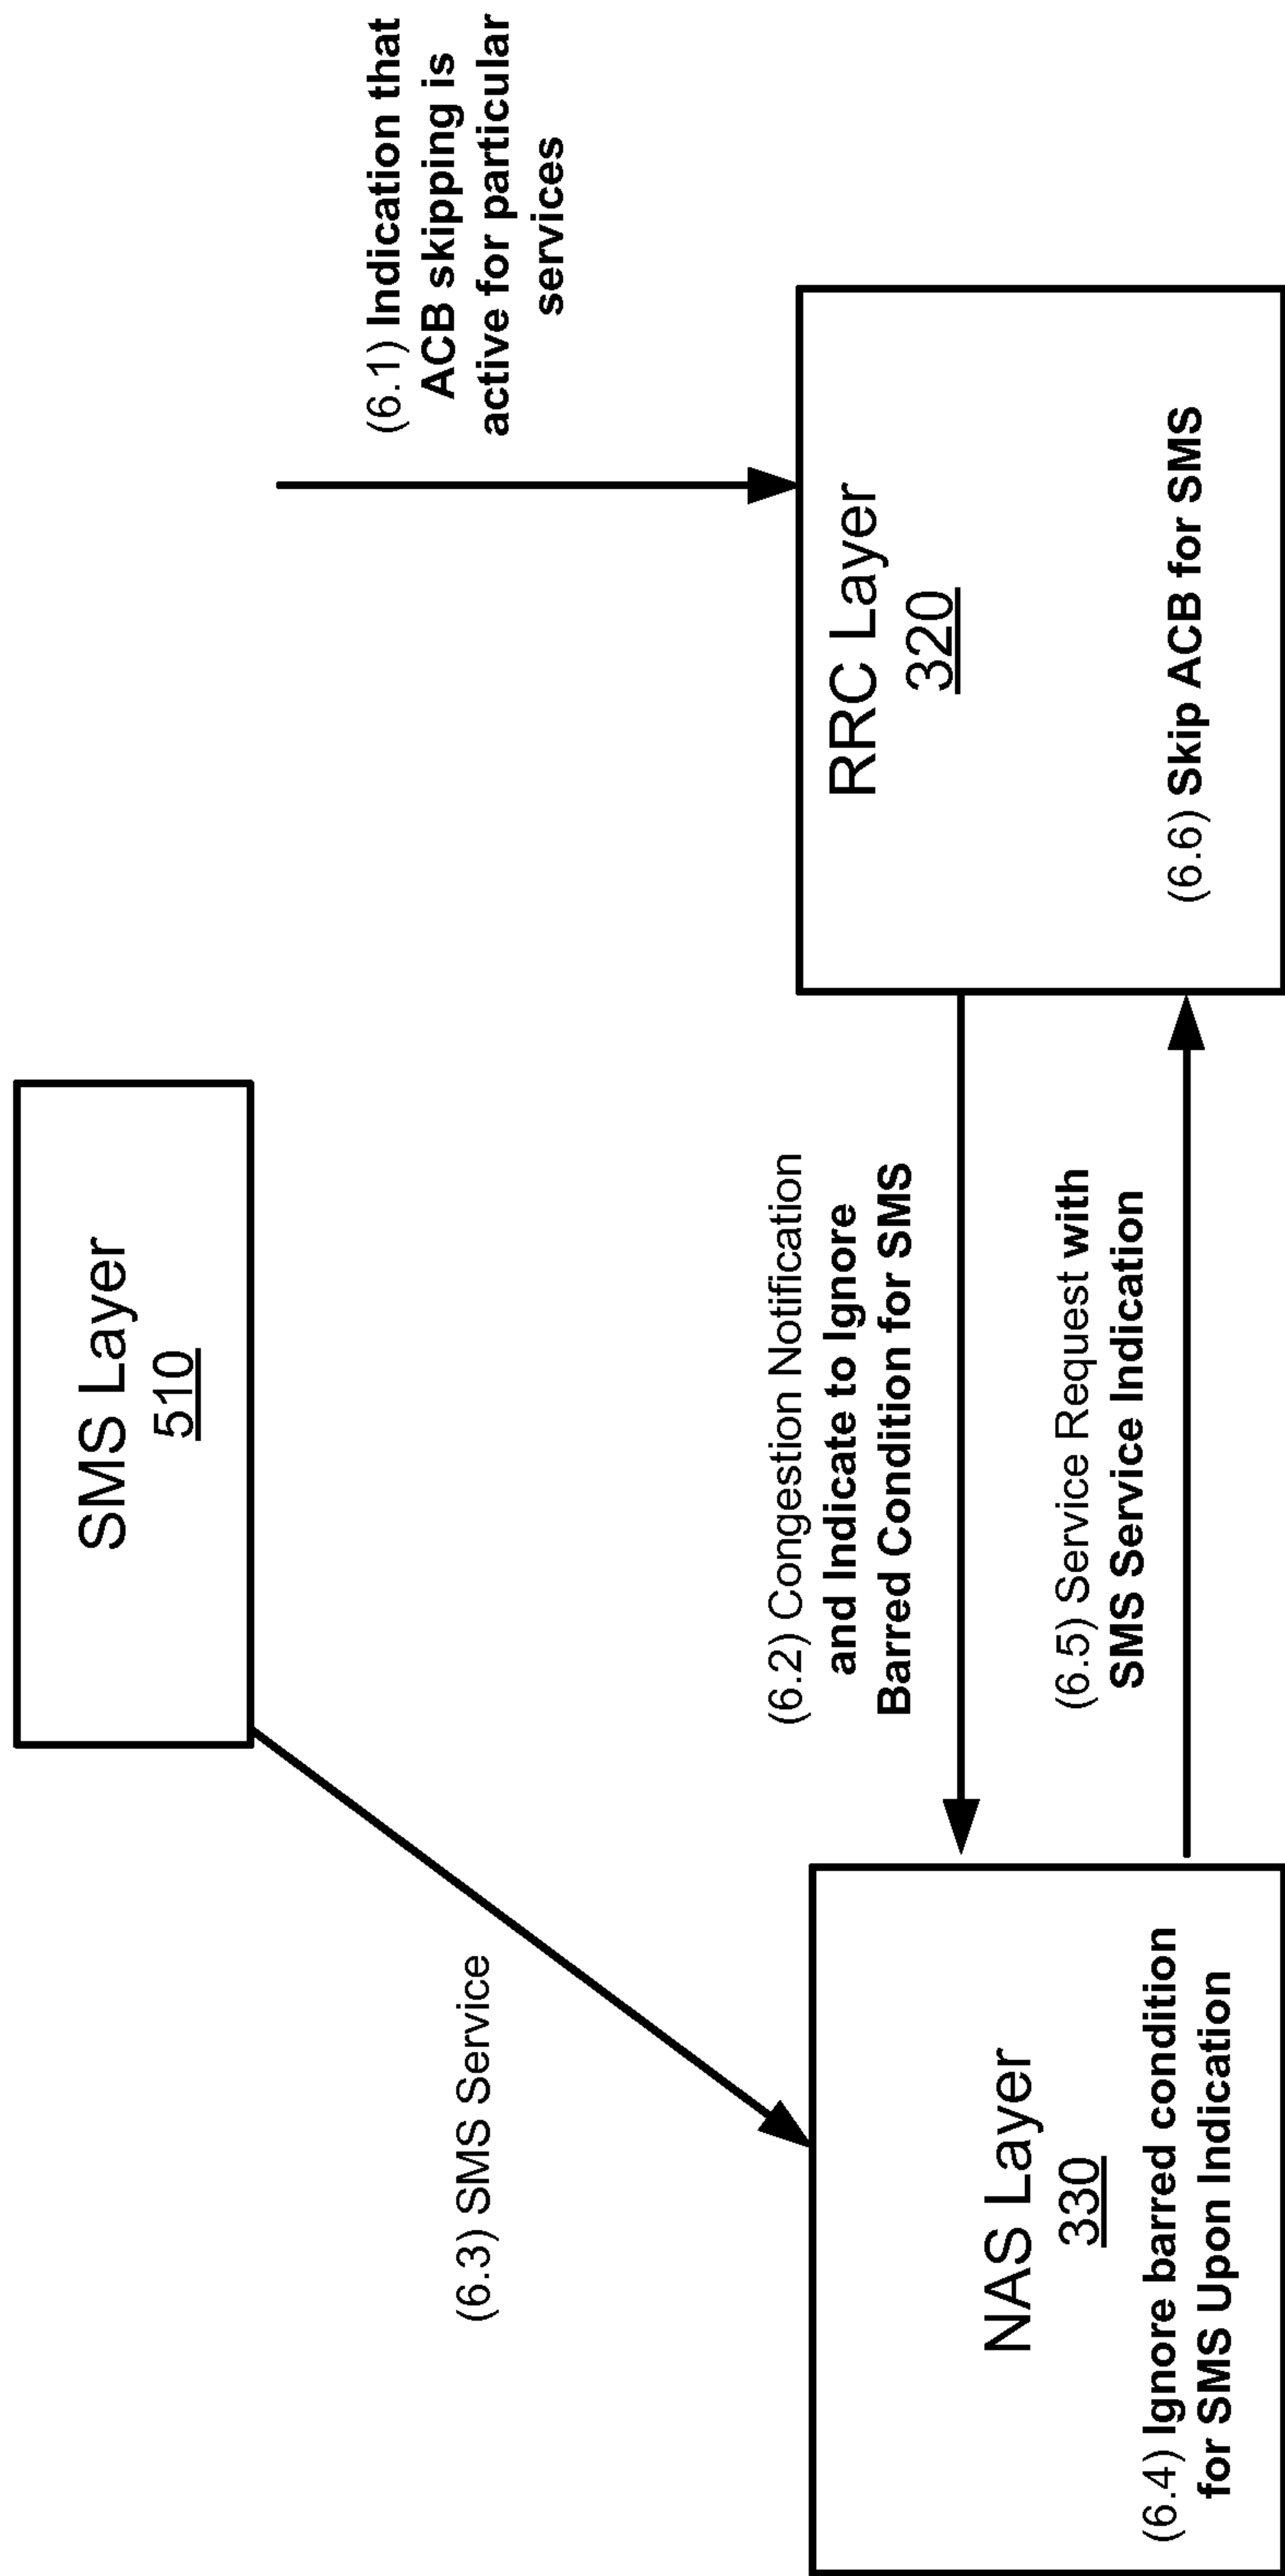 SMS Layer
510
(6.1) Indication that
ACB skipping is
active for particular
services
(6.3) SMS Service
(6.2) Congestion Notification
and Indicate to Ignore
Barred Condition for SMS
RRC Layer
320
(6.6) Skip ACB for SMS
NAS Layer
330
(6.4) Ignore barred condition
for SMS Upon Indication
(6.5) Service Request with
SMS Service Indication